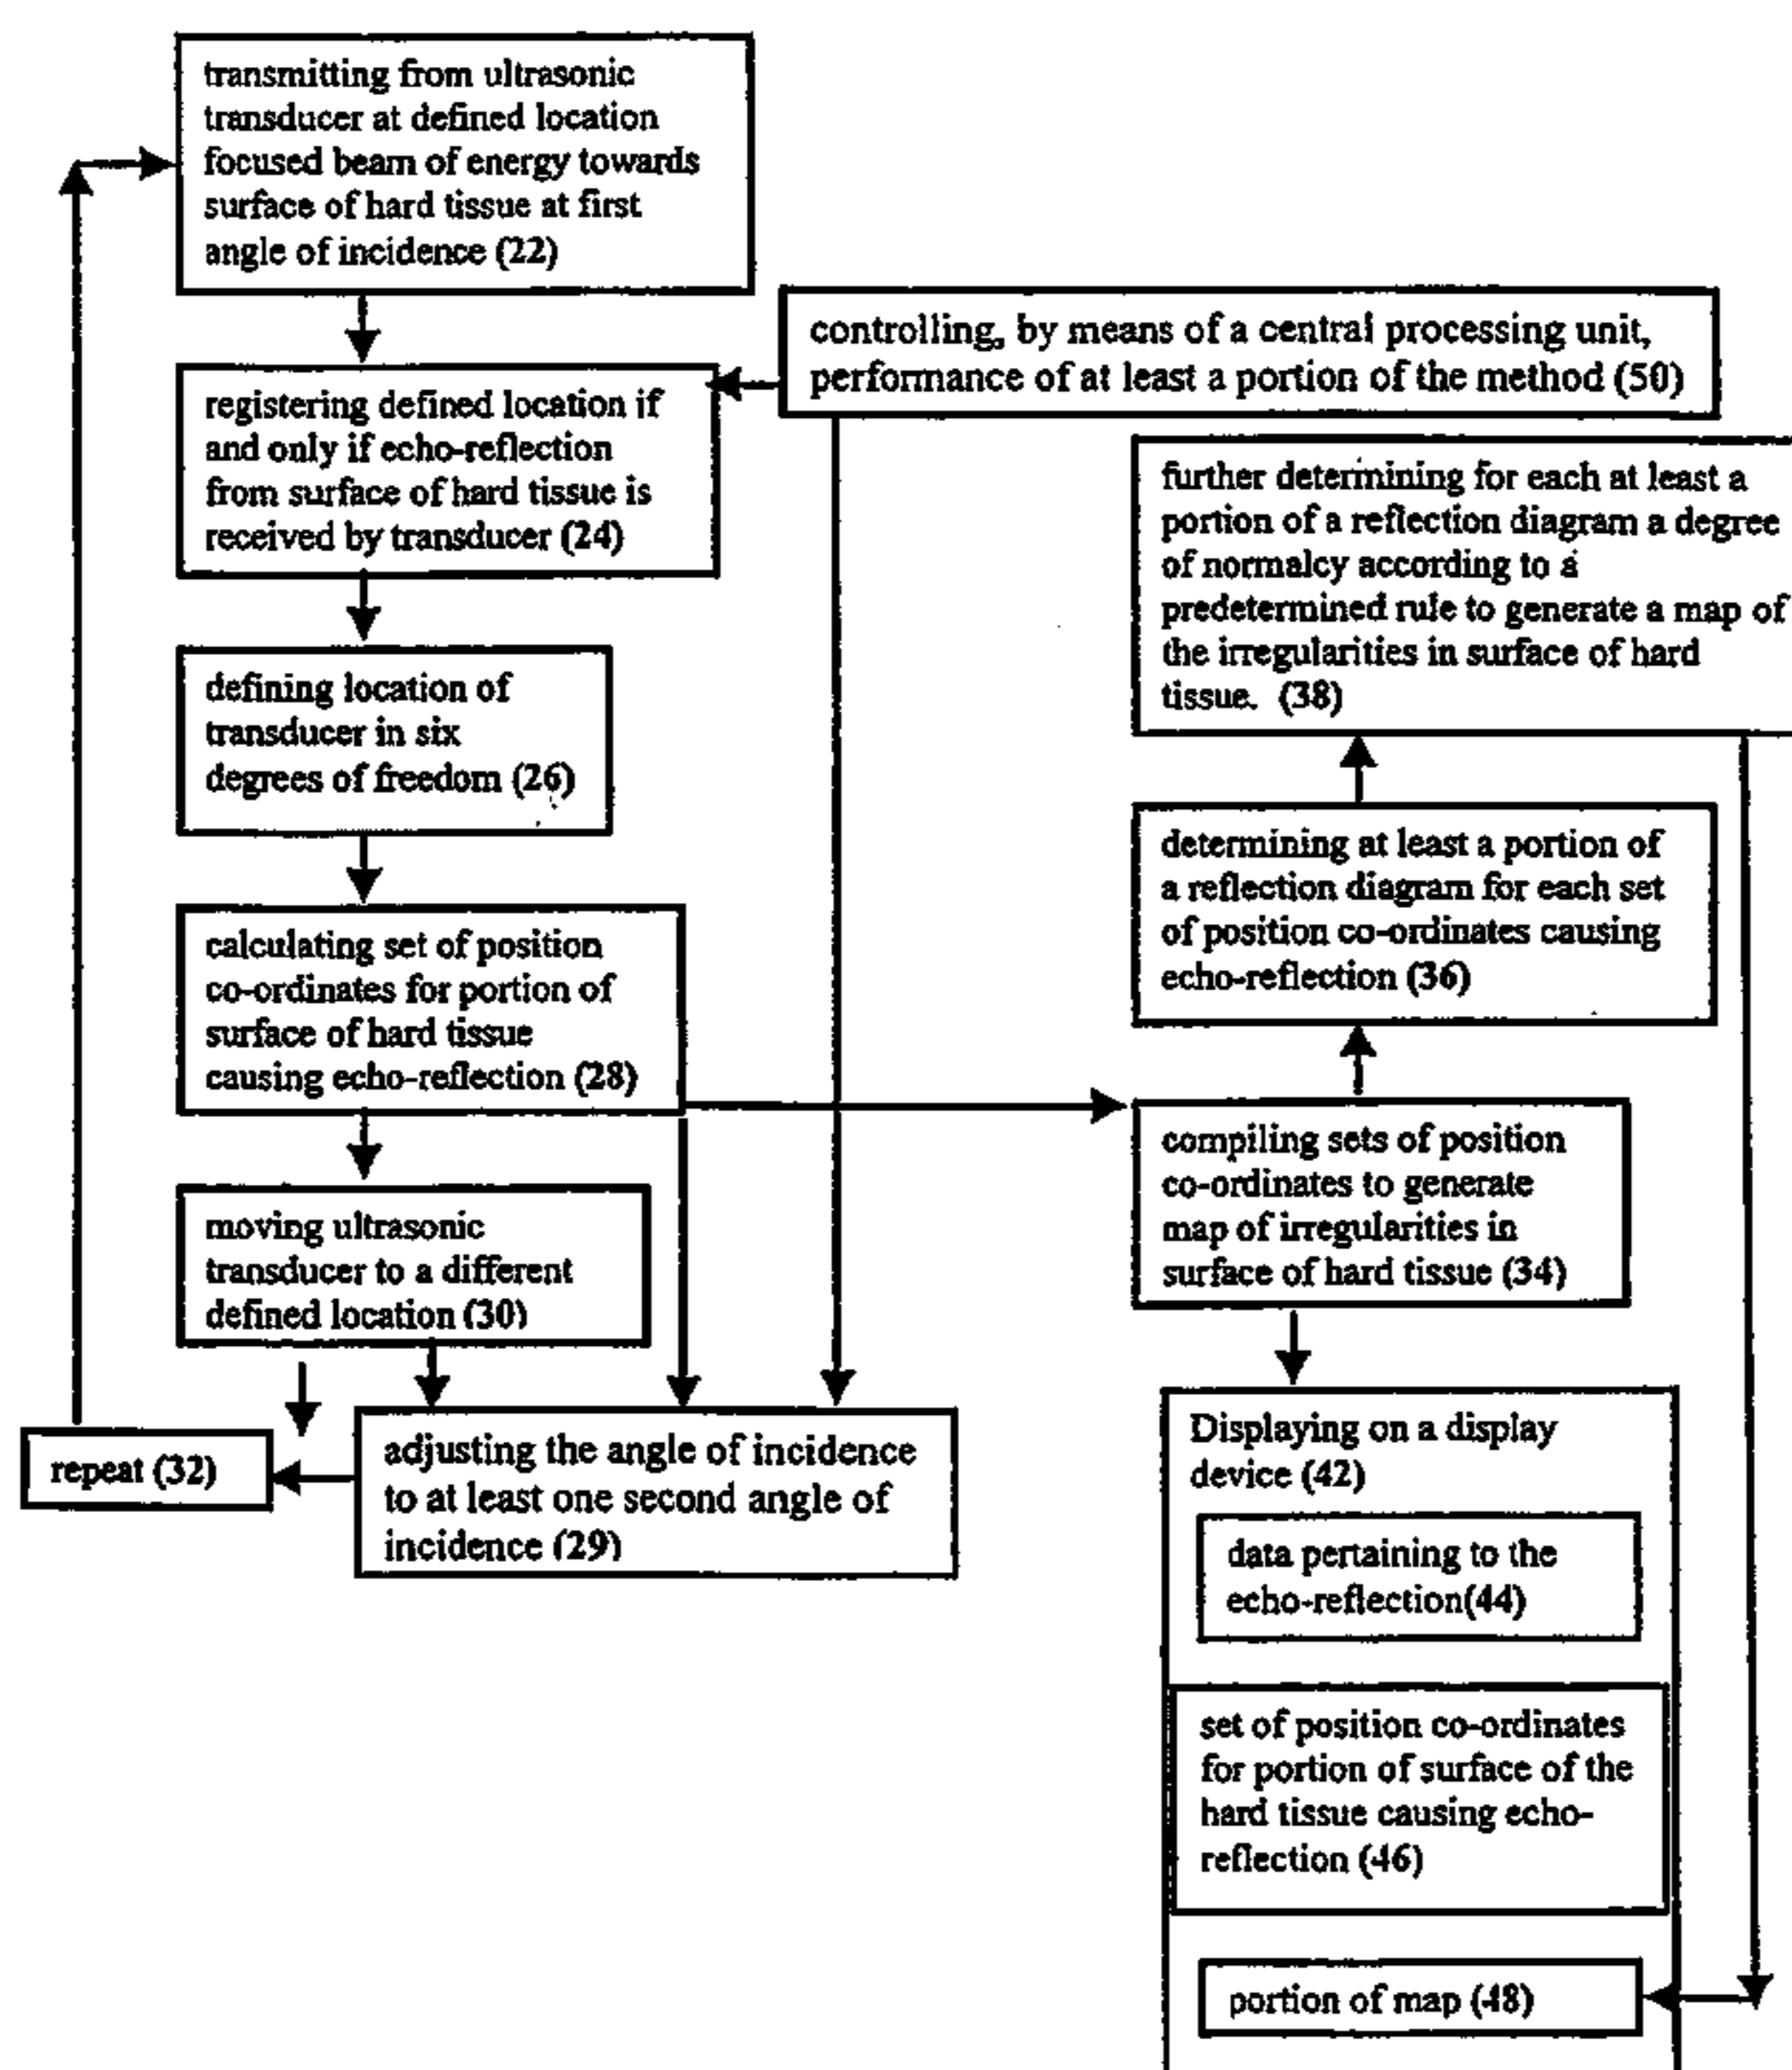 transmitting from ultrasonic
transducer at defined location
focused beam of energy towards
surface of hard tissue at first
angle of incidence (22)
controlling, by means of a central processing unit,
performance of at least a portion of the method (50)
registering defined location if
and only if echo-reflection
from surface of hard tissue is
received by transducer (24)
further determining for each at least a
portion of a reflection diagram a degree
of normalcy according to a
predetermined rule to generate a map of
the irregularities in surface of hard
tissue. (38)
defining location of
transducer in six
degrees of freedom (26)
determining at least a portion of
a reflection diagram for each set
of position co-ordinates causing
echo-reflection (36)
calculating set of position
co-ordinates for portion of
surface of hard tissue
causing echo-reflection (28)
compiling sets of position
co-ordinates to generate
map of irregularities in
surface of hard tissue (34)
moving ultrasonic
transducer to a different
defined location (30)
repeat (32)
adjusting the angle of incidence
to at least one second angle of
incidence (29)
Displaying on a display
device (42)
data pertaining to the
echo-reflection(44)
set of position co-ordinates
for portion of surface of the
hard tissue causing echo-
reflection (46)
portion of map (48)